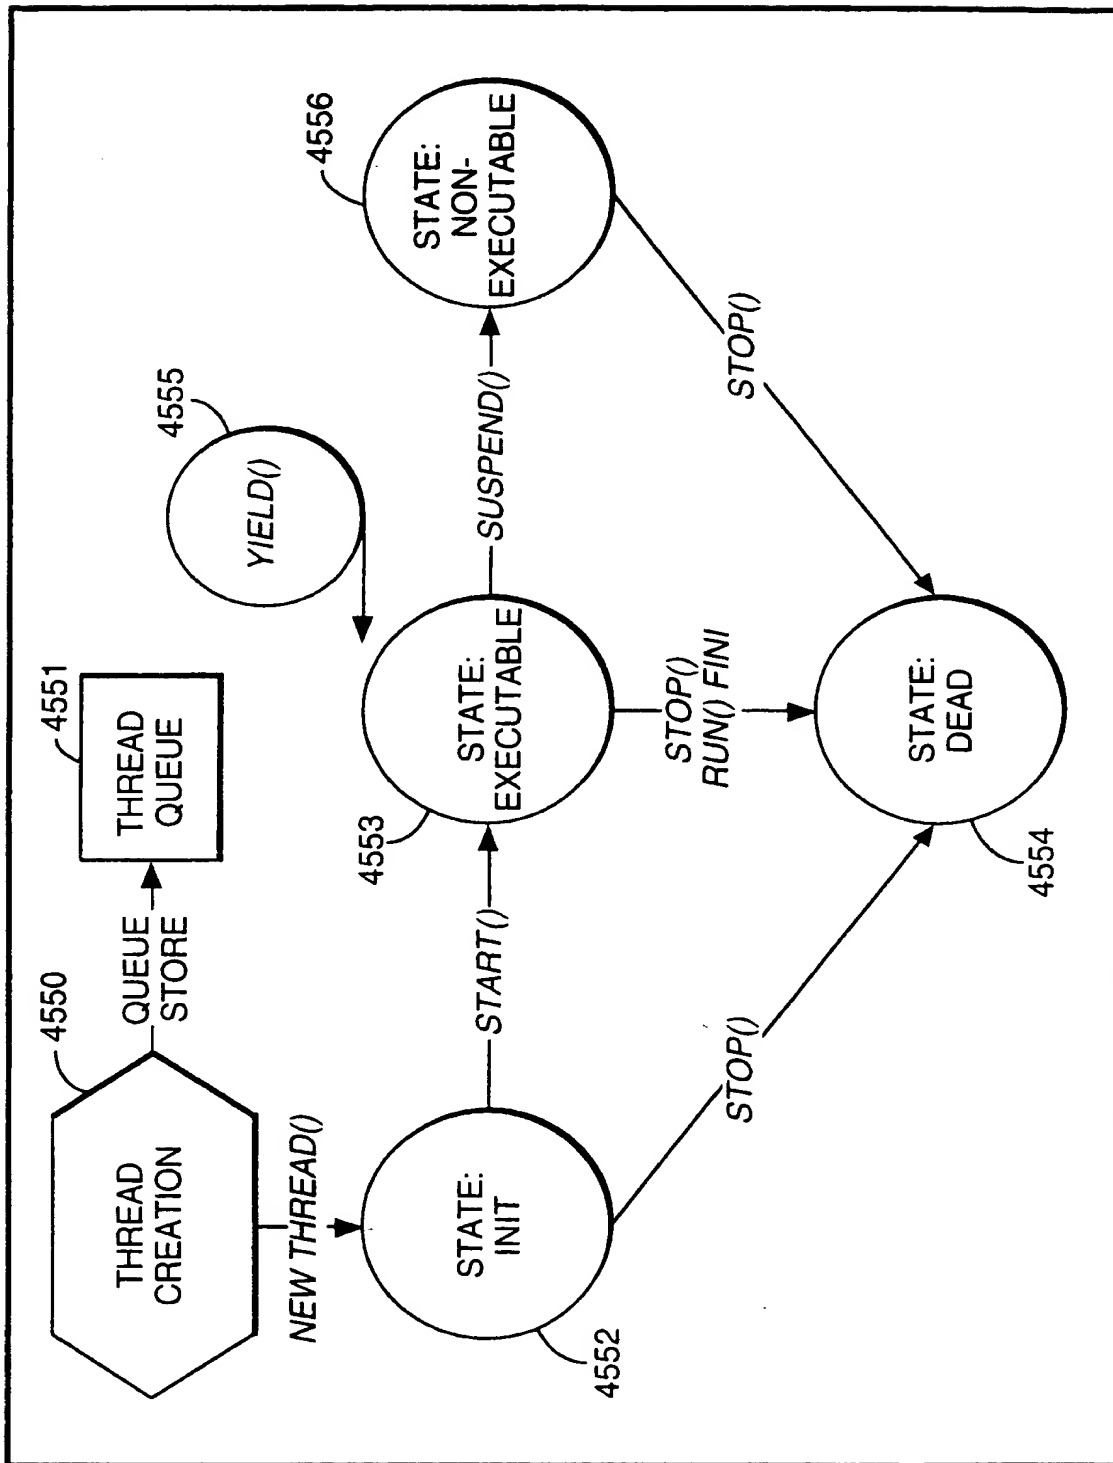 4550
THREAD
CREATION
QUEUE
STORE
4551
THREAD
QUEUE
NEW THREAD()
4555
YIELD()
4552
STATE:
INIT
START()
4553
STATE:
EXECUTABLE
SUSPEND()
4556
STATE:
NON-
EXECUTABLE
STOP()
STOP()
RUN() FINI
STOP()
4554
STATE:
DEAD